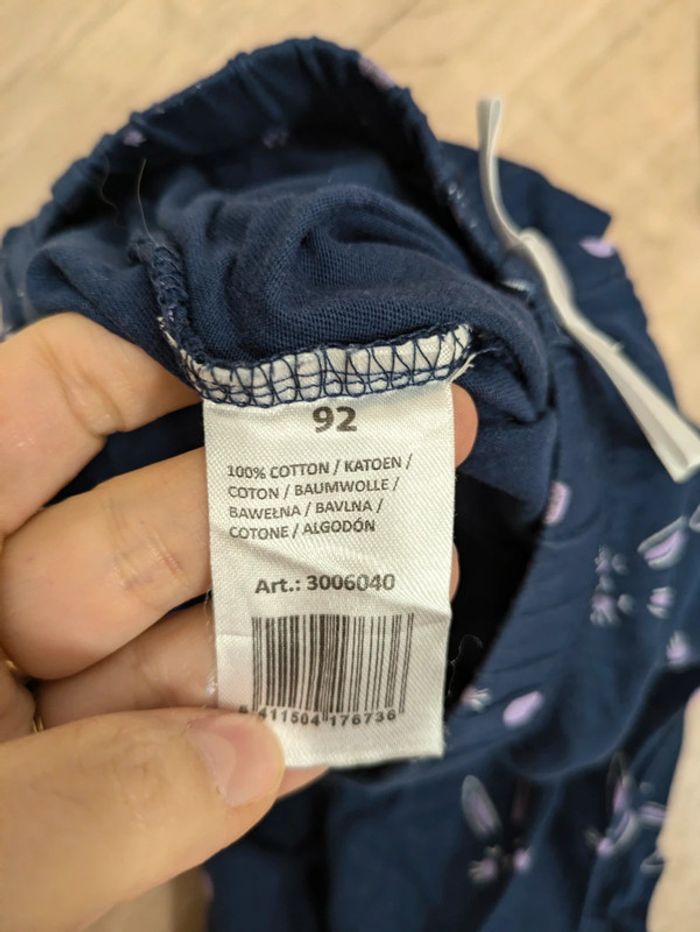 92
100% COTTON / KATOEN /
COTON / BAUMWOLLE /
BAWEŁNA / BAVLNA /
COTONE / ALGODÓN
Art.: 3006040
5 411504 176736